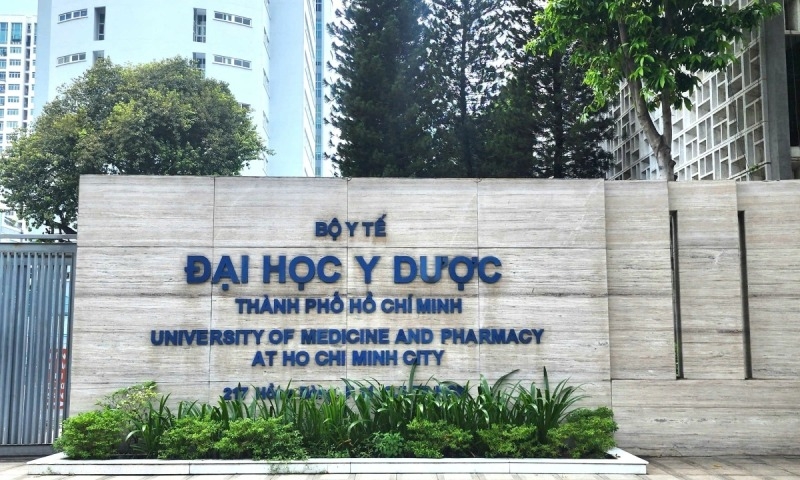 BỘ Y TẾ
ĐẠI HỌC Y DƯỢC
THÀNH PHỐ HỒ CHÍ MINH
UNIVERSITY OF MEDICINE AND PHARMACY
AT HO CHI MINH CITY
217